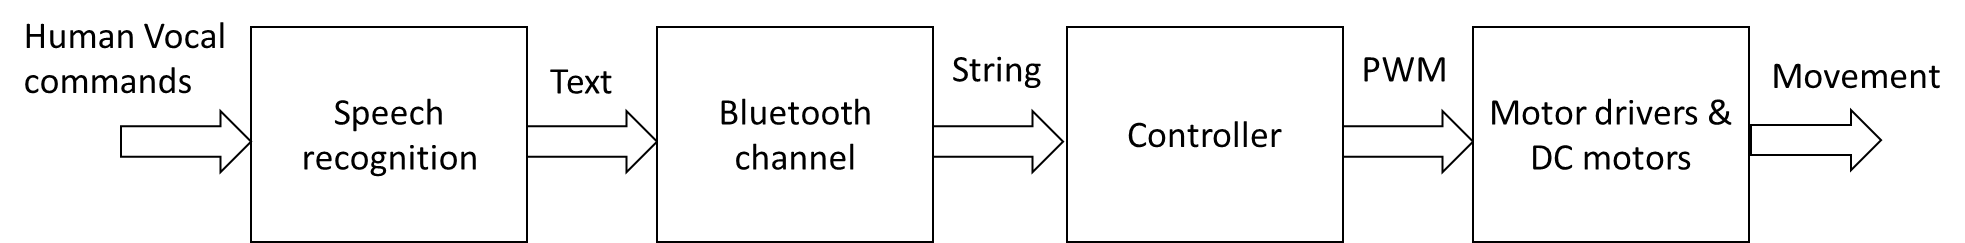 Human Vocal
commands
Speech
recognition
Text
Bluetooth
channel
String
Controller
PWM
Motor drivers &
DC motors
Movement